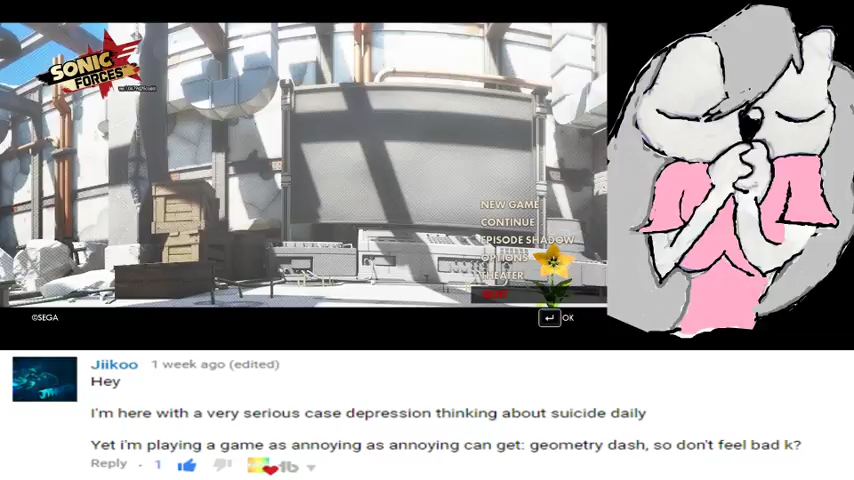 SONIC
FORCES
NEW GAME
CONTINUE
EPISODE SHADOW
OPTIONS
THEATER
QUIT
©SEGA
OK
Jiikoo 1 week ago (edited)
Hey
I'm here with a very serious case depression thinking about suicide daily
Yet i'm playing a game as annoying as annoying can get: geometry dash, so don't feel bad k?
Reply · 1